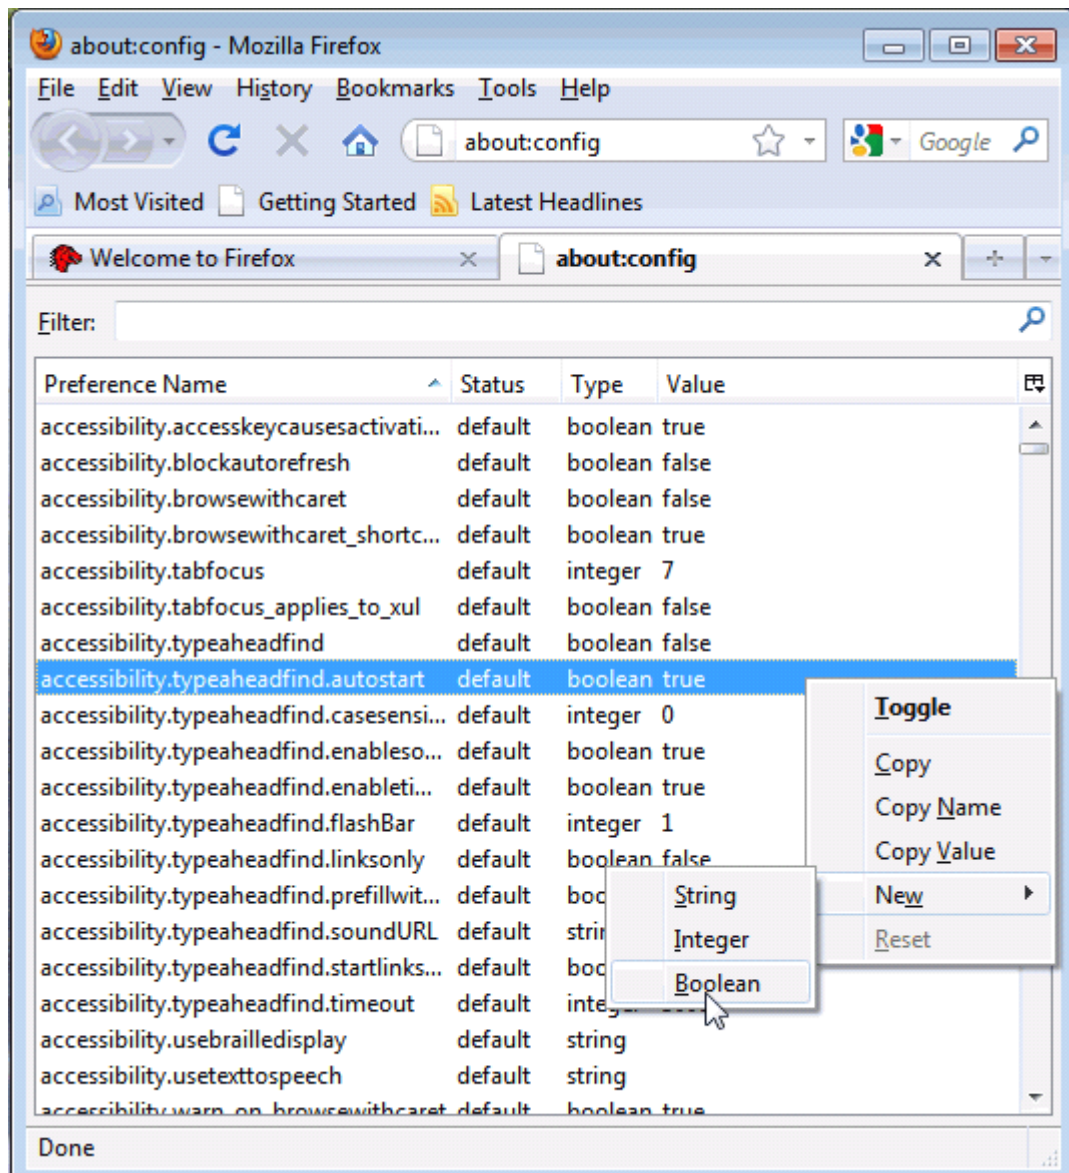 about:config - Mozilla Firefox
File Edit View History Bookmarks Tools Help
about:config Google
Most Visited Getting Started Latest Headlines
Welcome to Firefox about:config
Filter:
Preference Name Status Type Value
accessibility.accesskeycausesactivati... default boolean true
accessibility.blockautorefresh default boolean false
accessibility.browsewithcaret default boolean false
accessibility.browsewithcaret_shortc... default boolean true
accessibility.tabfocus default integer 7
accessibility.tabfocus_applies_to_xul default boolean false
accessibility.typeaheadfind default boolean false
accessibility.typeaheadfind.autostart default boolean true
accessibility.typeaheadfind.casesensi... default integer 0
accessibility.typeaheadfind.enableso... default boolean true
accessibility.typeaheadfind.enableti... default boolean true
accessibility.typeaheadfind.flashBar default integer 1
accessibility.typeaheadfind.linksonly default boolean false
accessibility.typeaheadfind.prefillwit... default
accessibility.typeaheadfind.soundURL default
accessibility.typeaheadfind.startlinks... default
accessibility.typeaheadfind.timeout default
accessibility.usebrailledisplay default string
accessibility.usetexttospeech default string
accessibility.warn_on_browsewithcaret default boolean true
Toggle
Copy
Copy Name
Copy Value
New
Reset
String
Integer
Boolean
Done